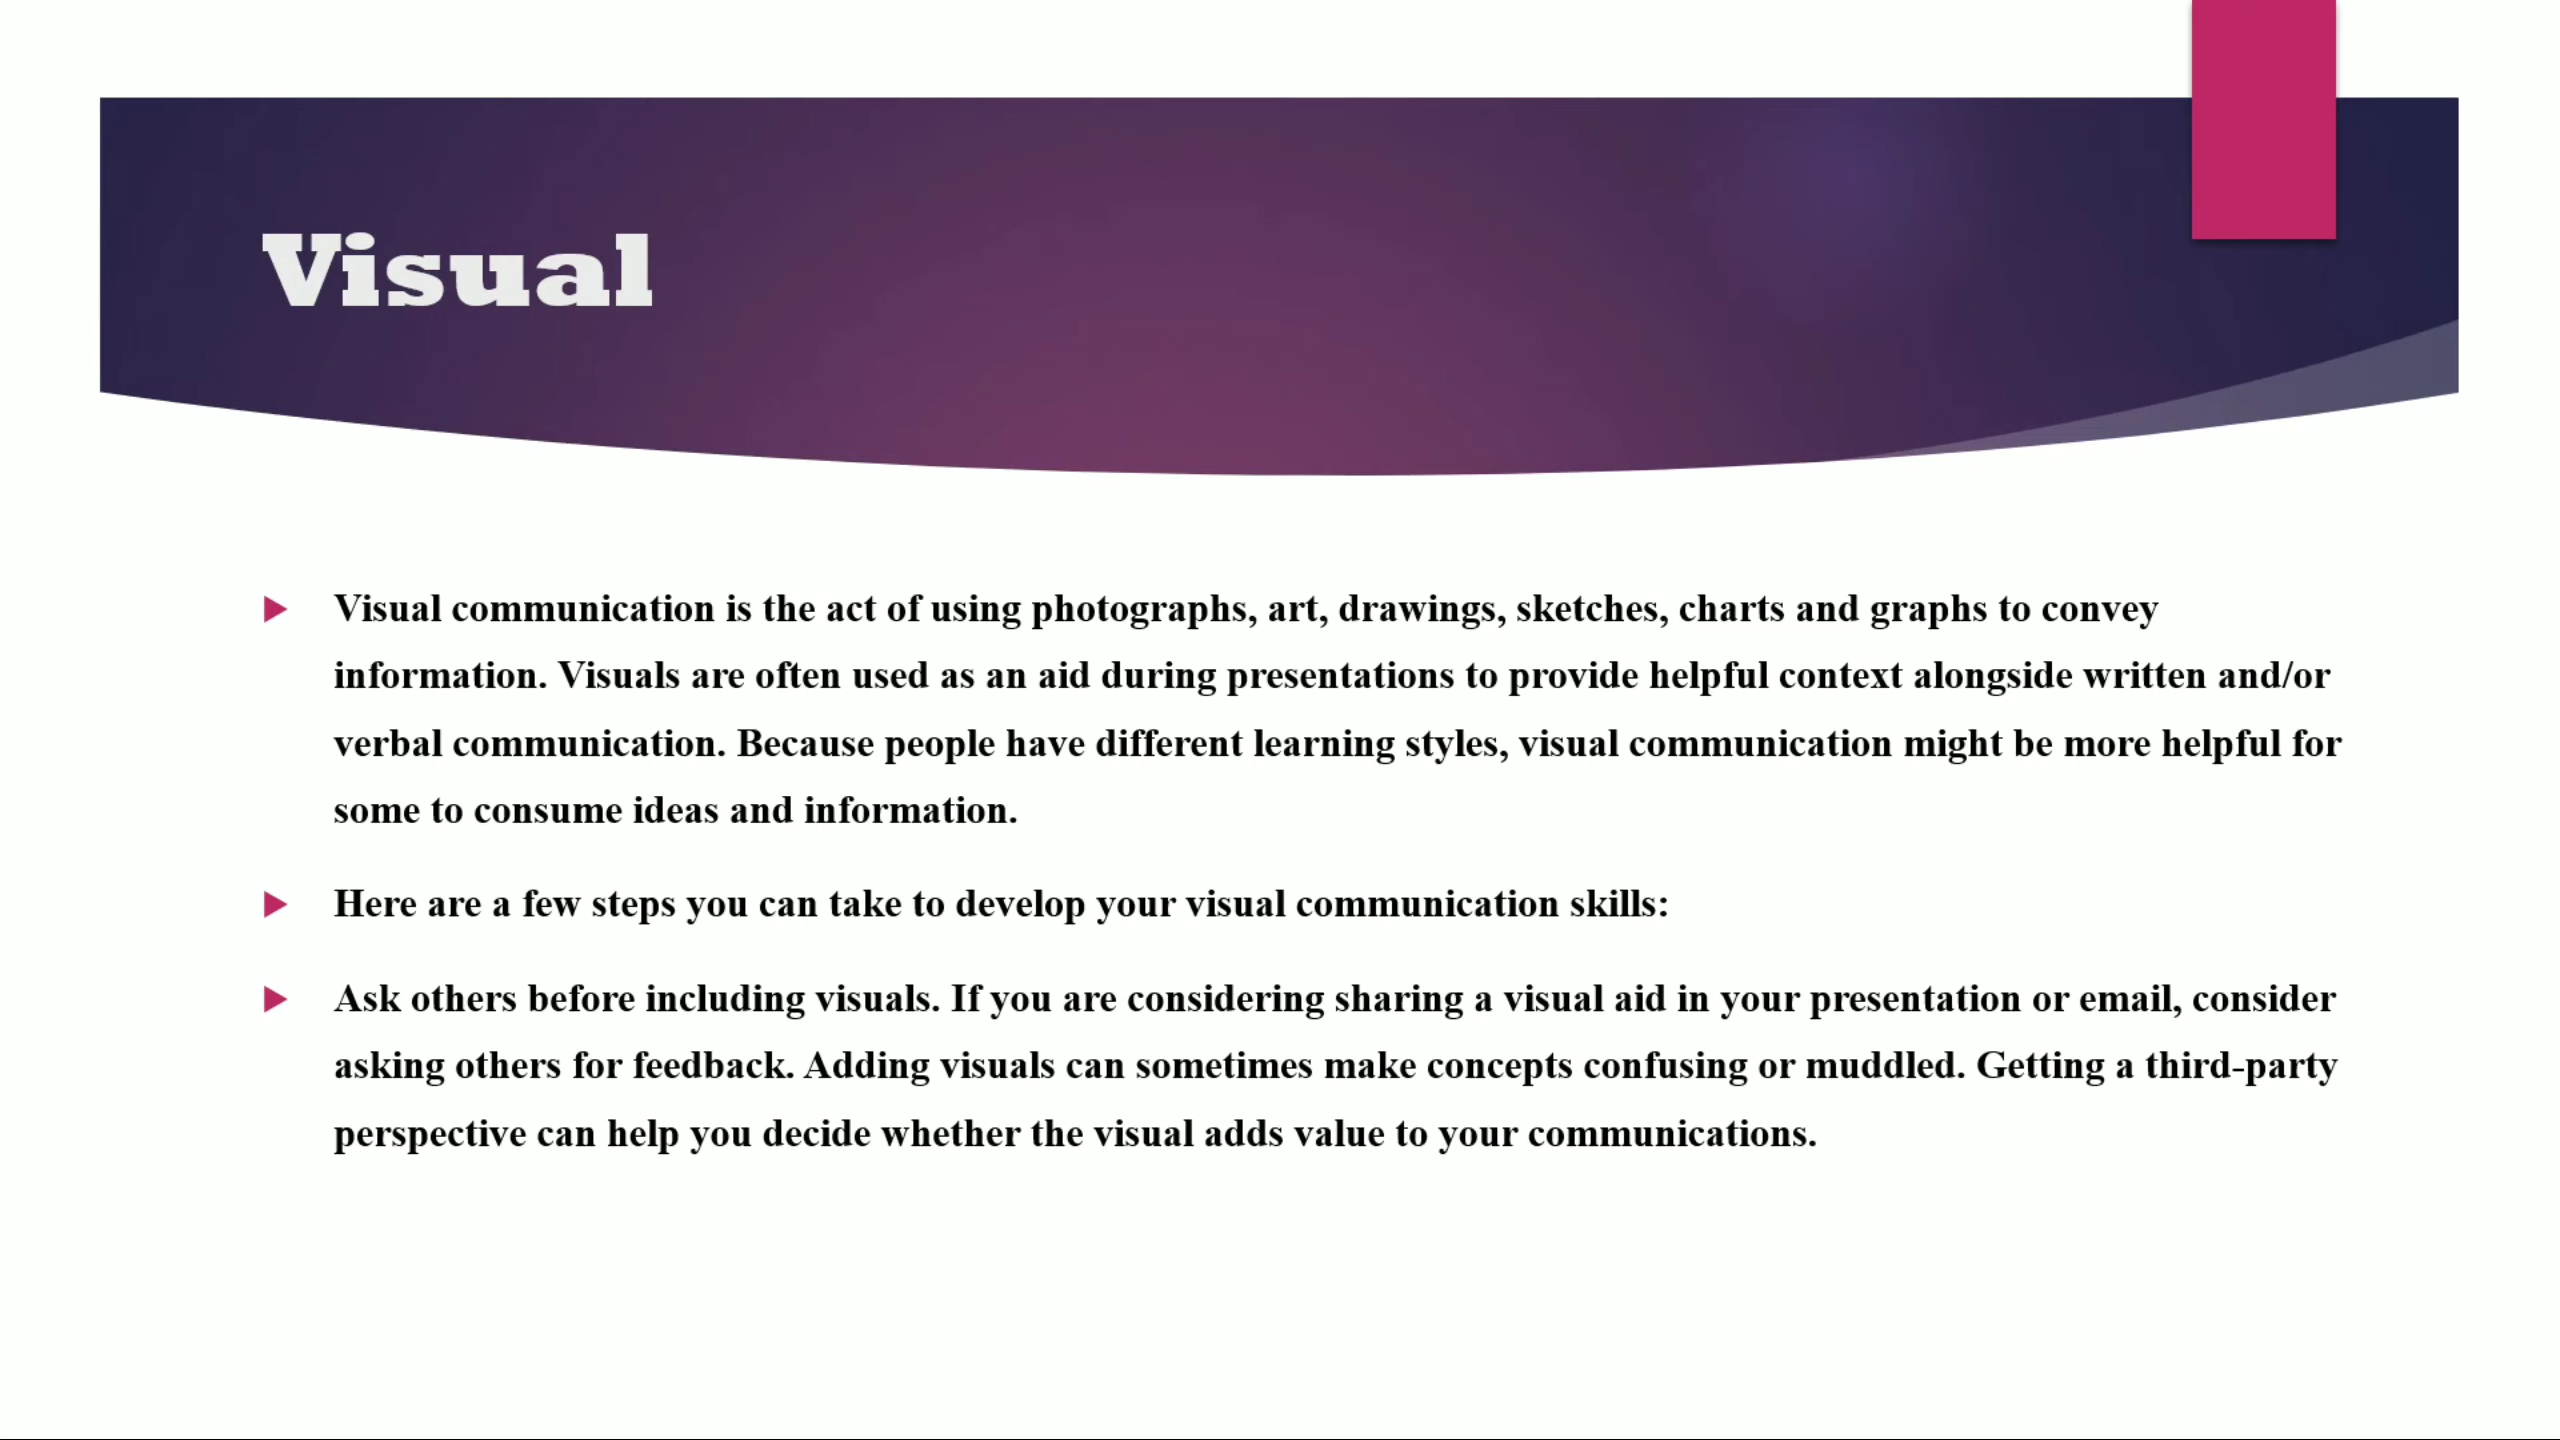 Visual
Visual communication is the act of using photographs, art, drawings, sketches, charts and graphs to convey
information. Visuals are often used as an aid during presentations to provide helpful context alongside written and/or
verbal communication. Because people have different learning styles, visual communication might be more helpful for
some to consume ideas and information.
Here are a few steps you can take to develop your visual communication skills:
Ask others before including visuals. If you are considering sharing a visual aid in your presentation or email, consider
asking others for feedback. Adding visuals can sometimes make concepts confusing or muddled. Getting a third-party
perspective can help you decide whether the visual adds value to your communications.